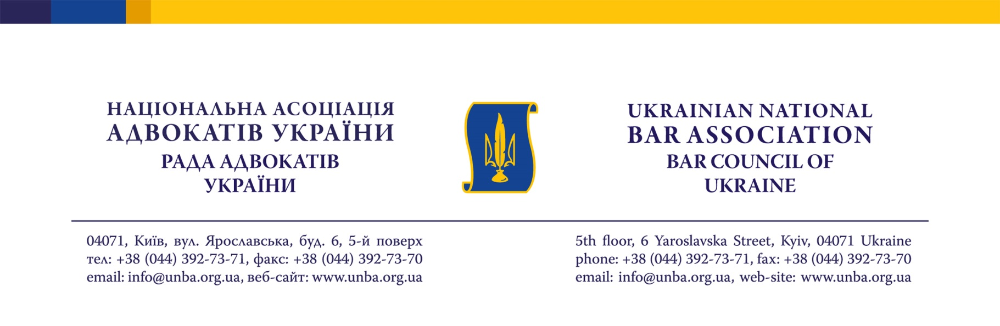 НАЦІОНАЛЬНА АСОЦІАЦІЯ
АДВОКАТІВ УКРАЇНИ
РАДА АДВОКАТІВ
УКРАЇНИ
UKRAINIAN NATIONAL
BAR ASSOCIATION
BAR COUNCIL OF
UKRAINE
04071, Київ, вул. Ярославська, буд. 6, 5-й поверх
тел: +38 (044) 392-73-71, факс: +38 (044) 392-73-70
email: info@unba.org.ua, веб-сайт: www.unba.org.ua
5th floor, 6 Yaroslavska Street, Kyiv, 04071 Ukraine
phone: +38 (044) 392-73-71, fax: +38 (044) 392-73-70
email: info@unba.org.ua, web-site: www.unba.org.ua